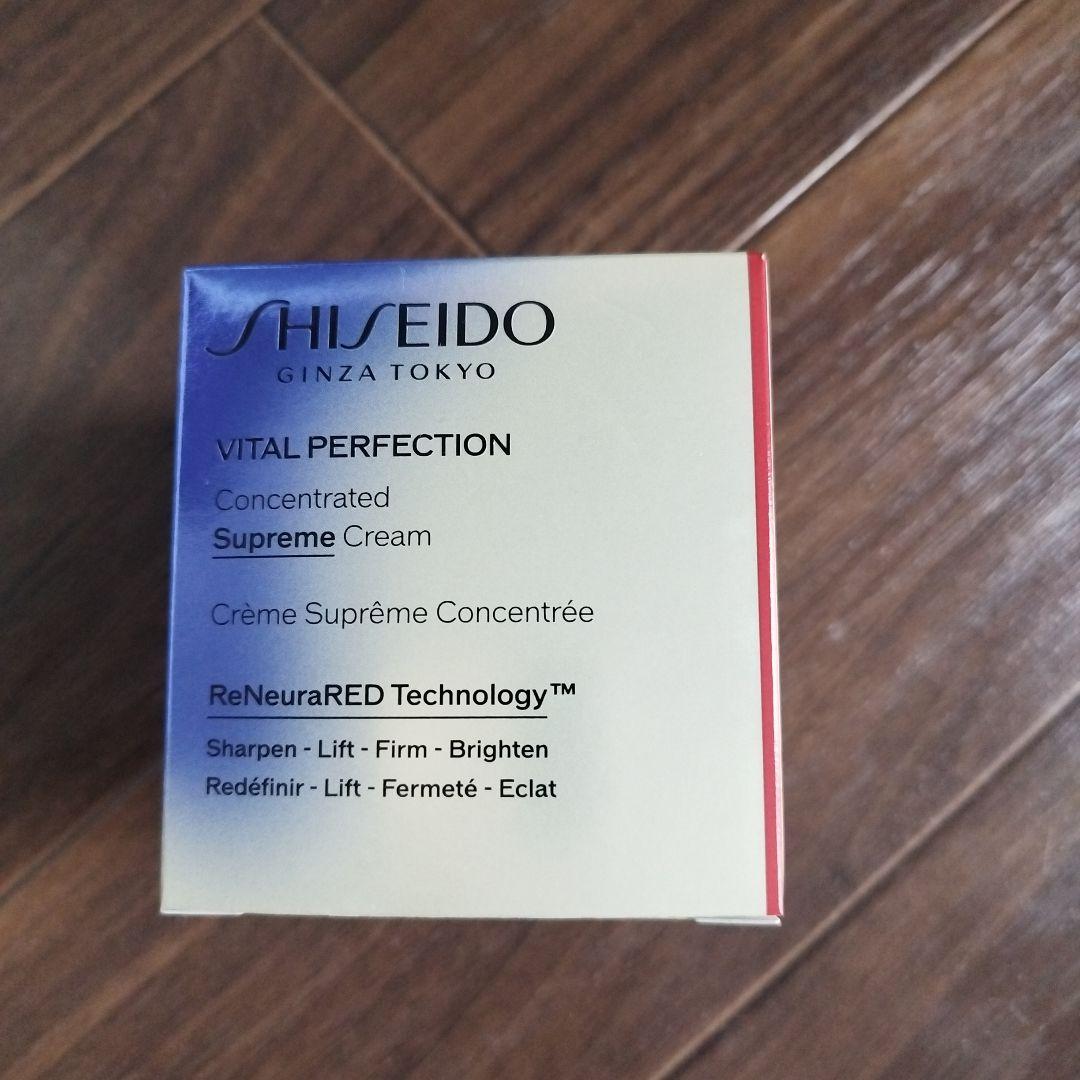 SHISEIDO
GINZA TOKYO
VITAL PERFECTION
Concentrated
Supreme Cream
Crème Suprême Concentrée
ReNeuraRED Technology™
Sharpen - Lift - Firm - Brighten
Redéfinir - Lift - Fermeté - Eclat